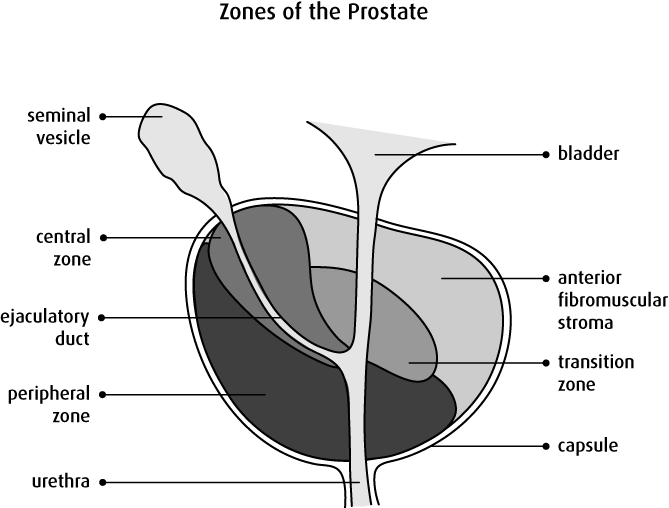 Zones of the Prostate
seminal
vesicle
central
zone
ejaculatory
duct
peripheral
zone
urethra
bladder
anterior
fibromuscular
stroma
transition
zone
capsule